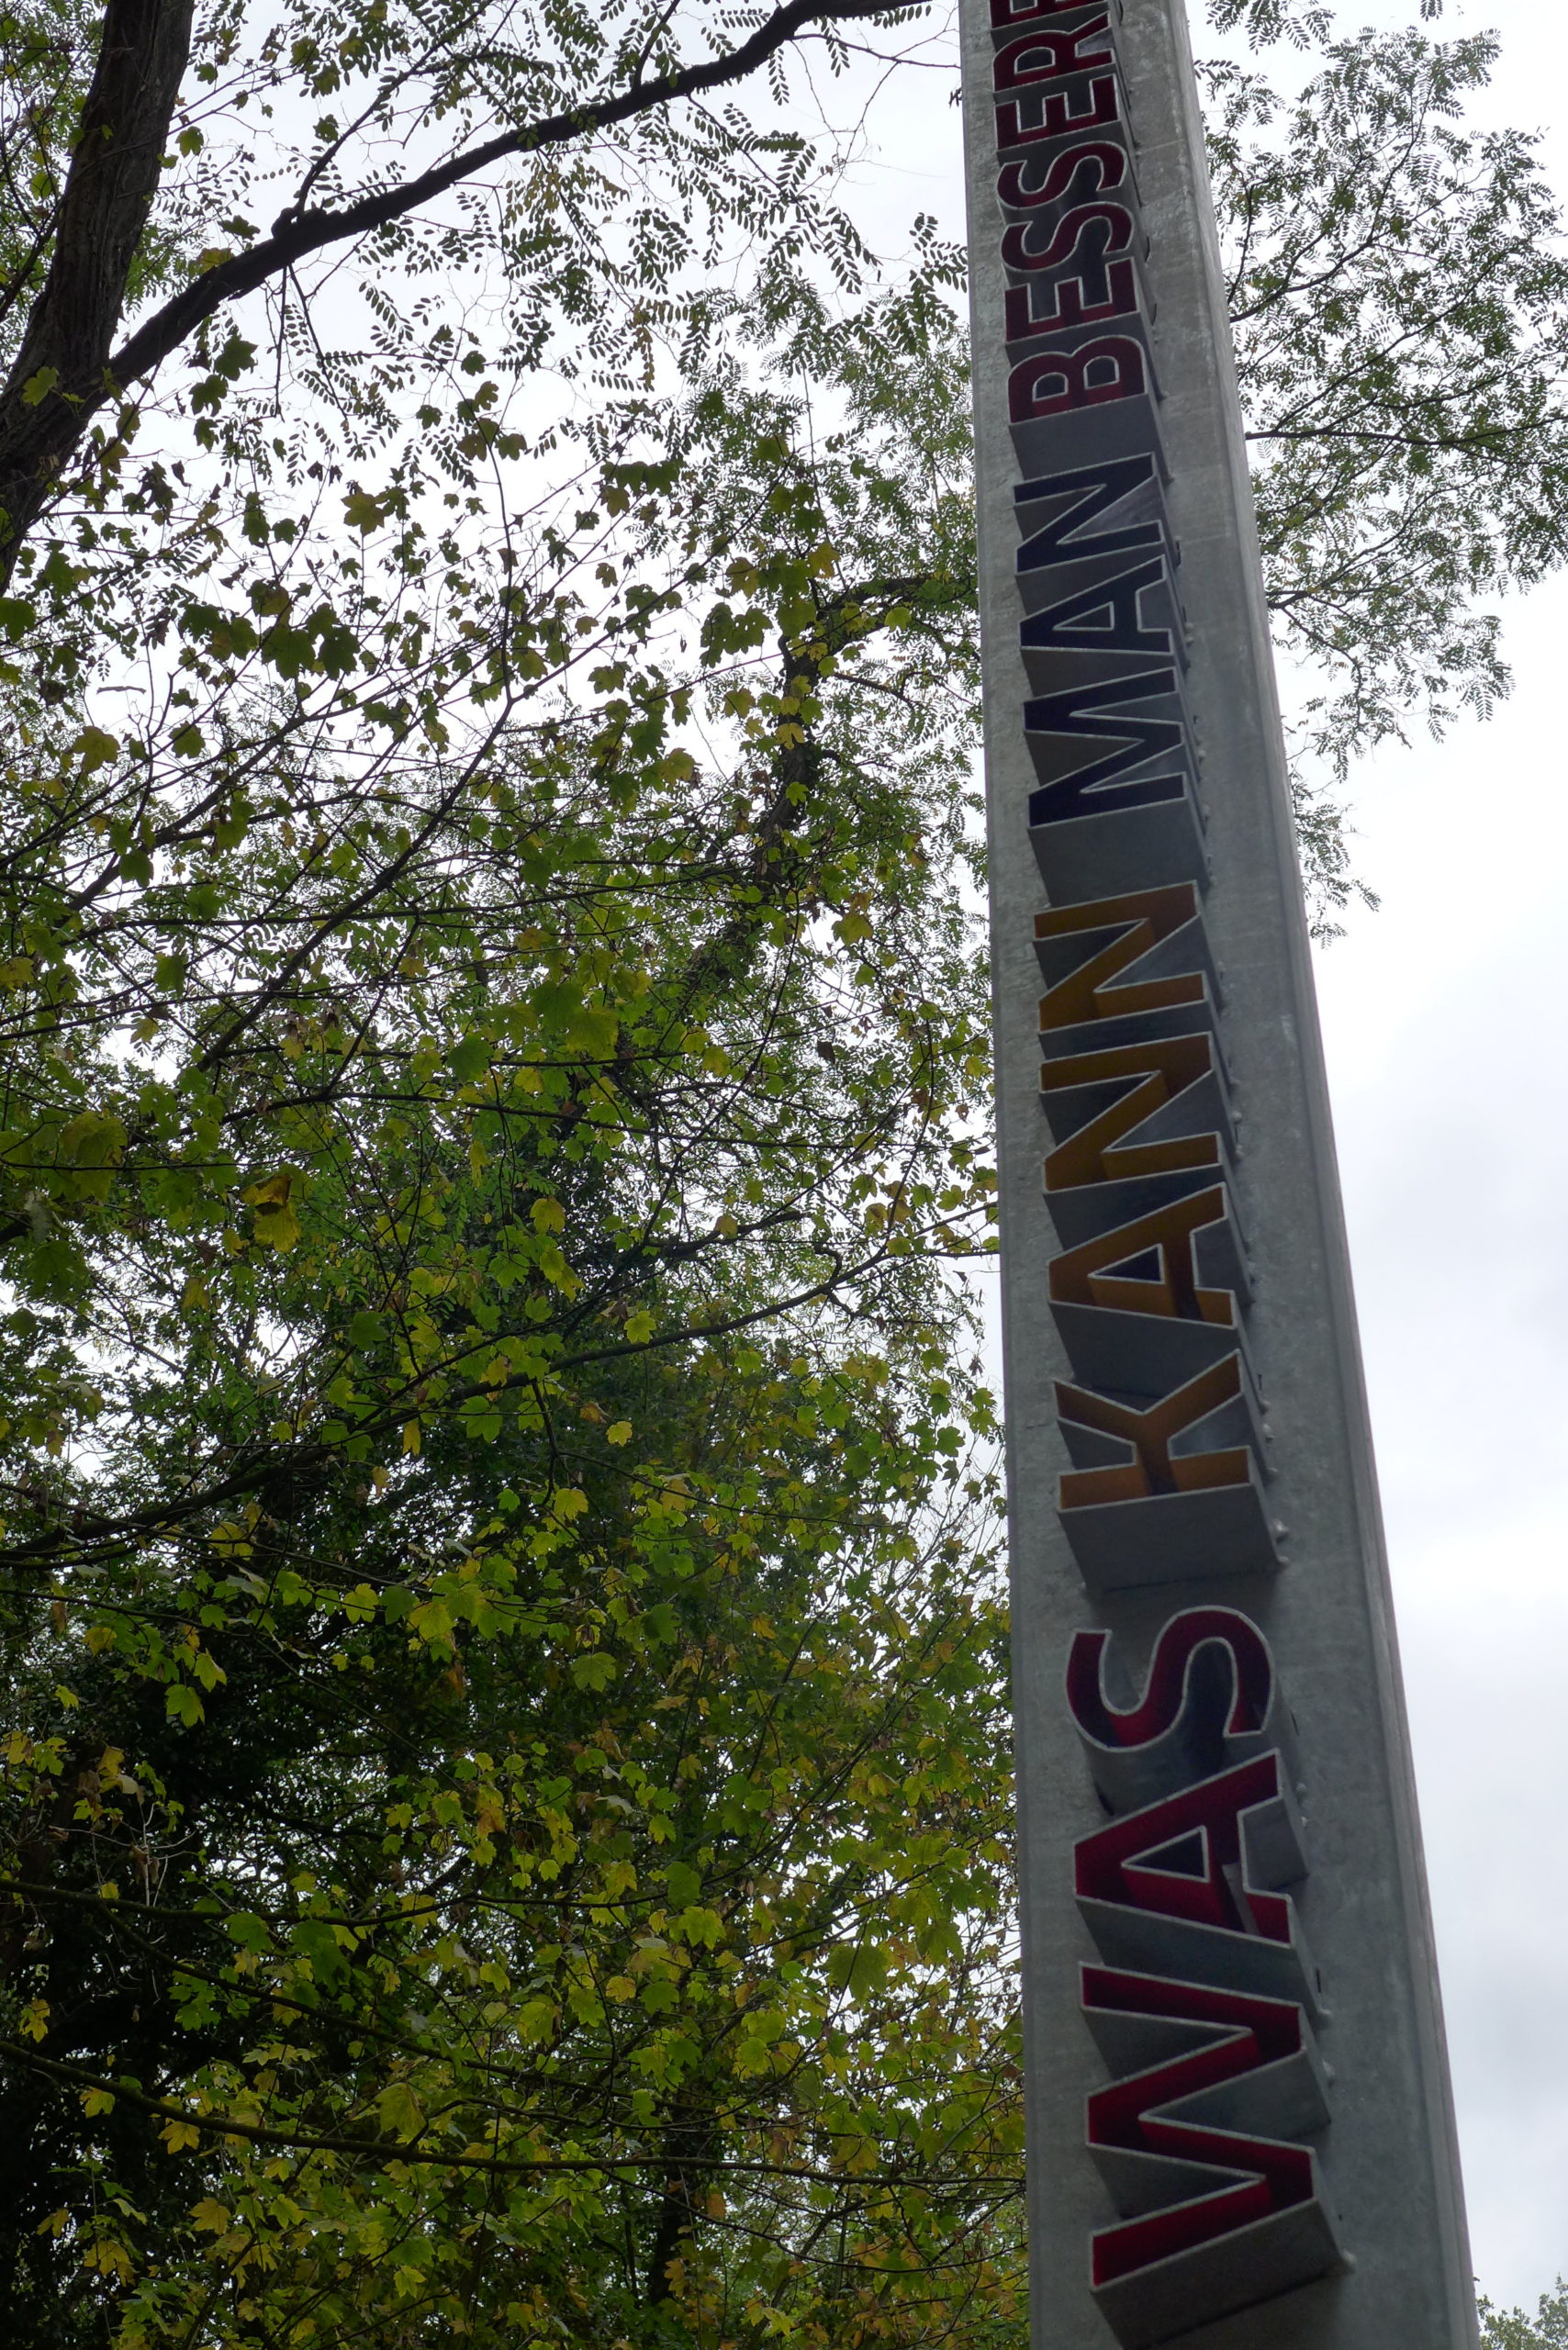 WAS KANN MAN BESSER